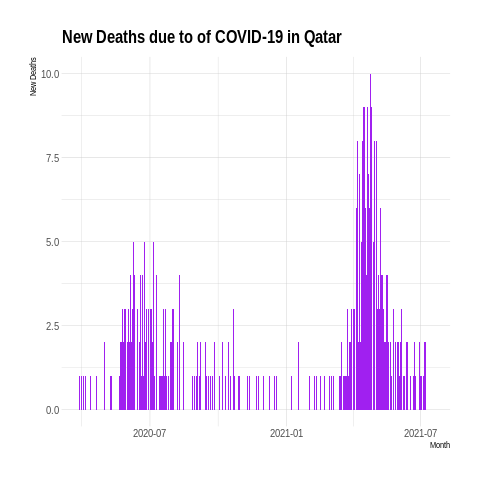 New Deaths due to of COVID-19 in Qatar
New Deaths
10.0
7.5
5.0
2.5
0.0
2020-07
2021-01
2021-07
Month